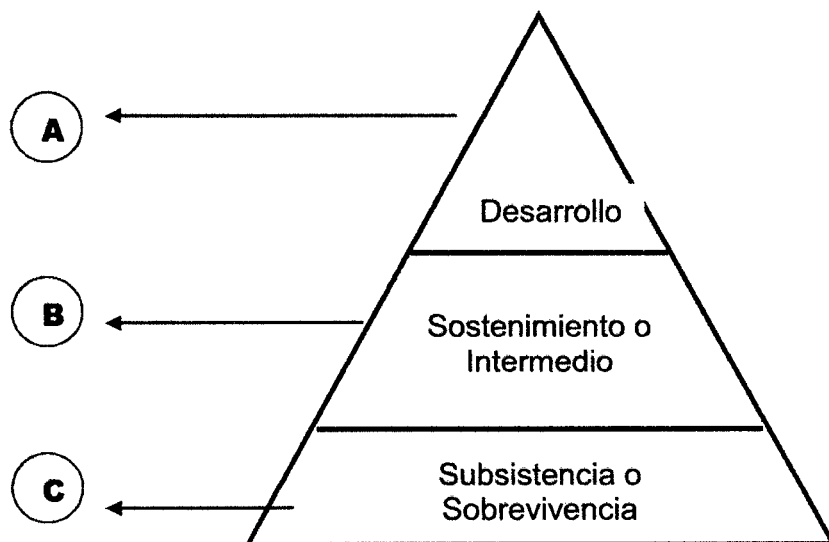 A
Desarrollo
B
Sostenimiento o
Intermedio
C
Subsistencia o
Sobrevivencia